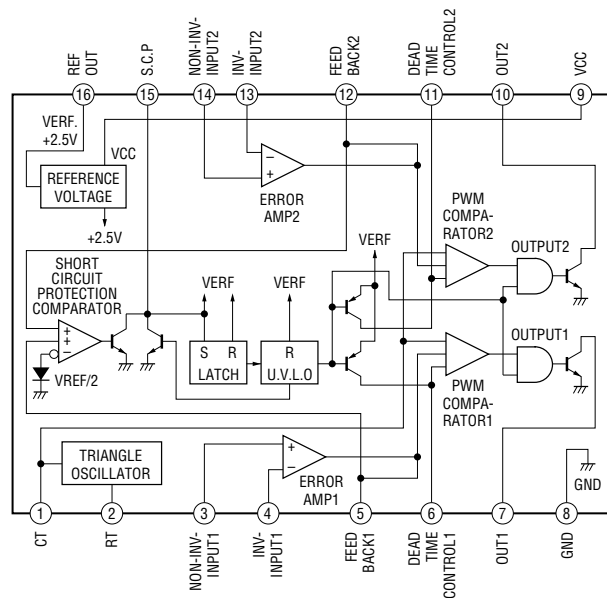 REF
OUT
S.C.P
NON-INV-
INPUT2
INV-
INPUT2
FEED
BACK2
DEAD
TIME
CONTROL2
OUT2
VCC
16
15
14
13
12
11
10
9
VERF.
+2.5V
VCC
REFERENCE
VOLTAGE
+2.5V
−
+
ERROR
AMP2
PWM
COMPA-
RATOR2
OUTPUT2
SHORT
CIRCUIT
PROTECTION
COMPARATOR
VERF
VERF
VERF
+
+
−
VREF/2
S R
LATCH
R
U.V.L.O
OUTPUT1
PWM
COMPA-
RATOR1
TRIANGLE
OSCILLATOR
+
−
ERROR
AMP1
GND
1
2
3
4
5
6
7
8
CT
RT
NON-INV-
INPUT1
INV-
INPUT1
FEED
BACK1
DEAD
TIME
CONTROL1
OUT1
GND